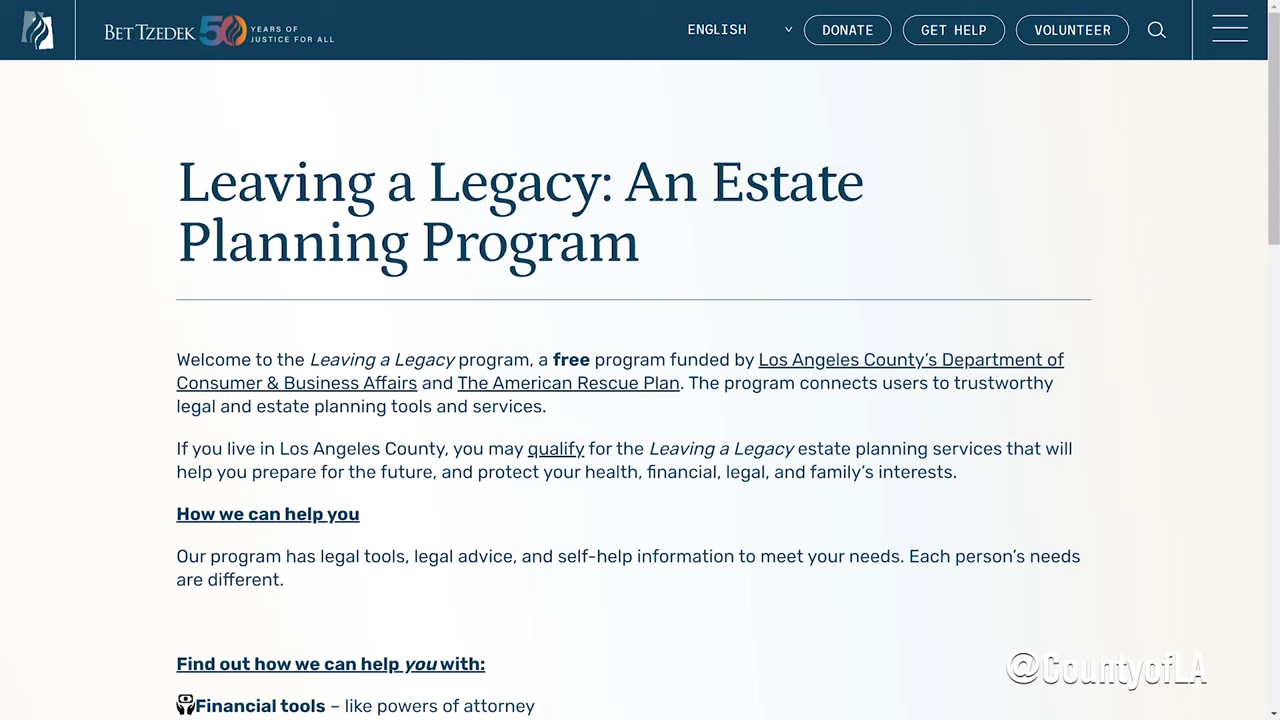 BET TZEDEK 50 YEARS OF JUSTICE FOR ALL
ENGLISH
DONATE
GET HELP
VOLUNTEER
Leaving a Legacy: An Estate
Planning Program
Welcome to the Leaving a Legacy program, a free program funded by Los Angeles County’s Department of
Consumer & Business Affairs and The American Rescue Plan. The program connects users to trustworthy
legal and estate planning tools and services.
If you live in Los Angeles County, you may qualify for the Leaving a Legacy estate planning services that will
help you prepare for the future, and protect your health, financial, legal, and family’s interests.
How we can help you
Our program has legal tools, legal advice, and self-help information to meet your needs. Each person’s needs
are different.
Find out how we can help you with:
Financial tools – like powers of attorney
@CountyofLA